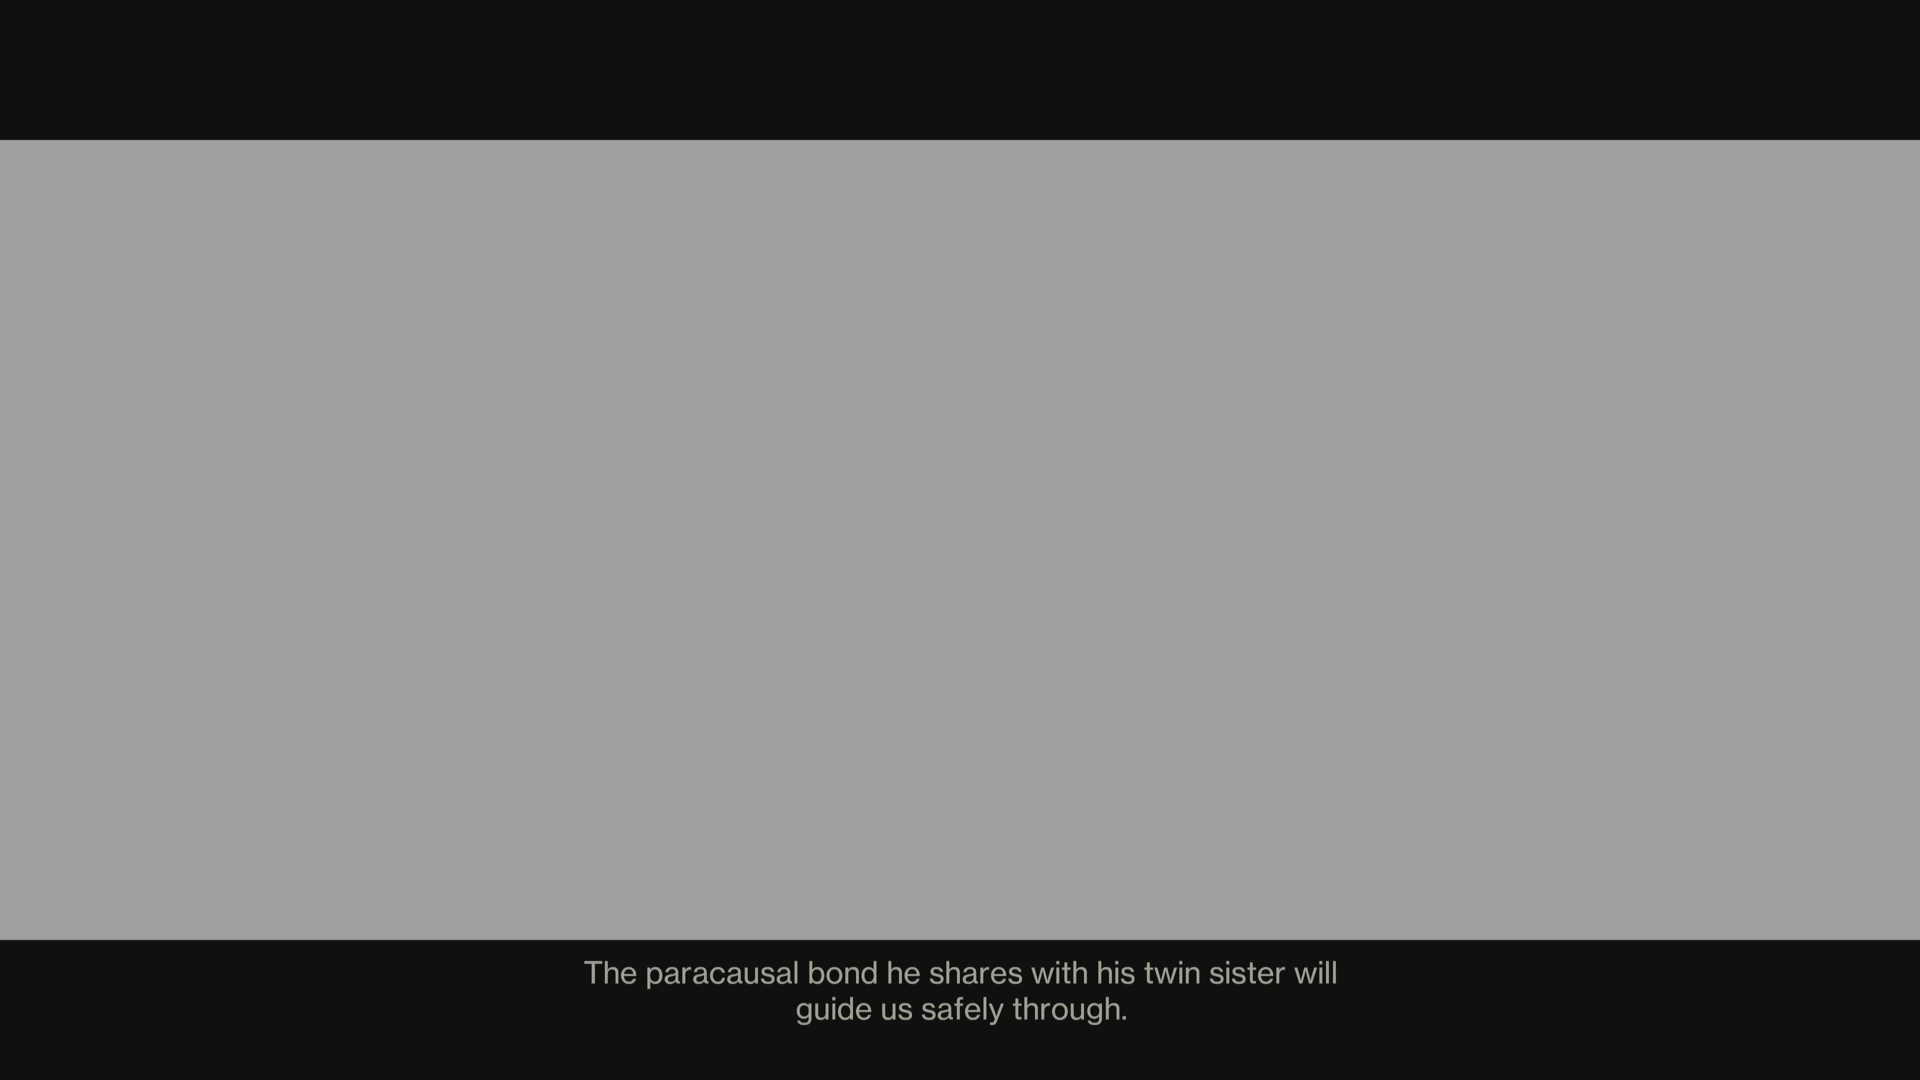 The paracausal bond he shares with his twin sister will
guide us safely through.